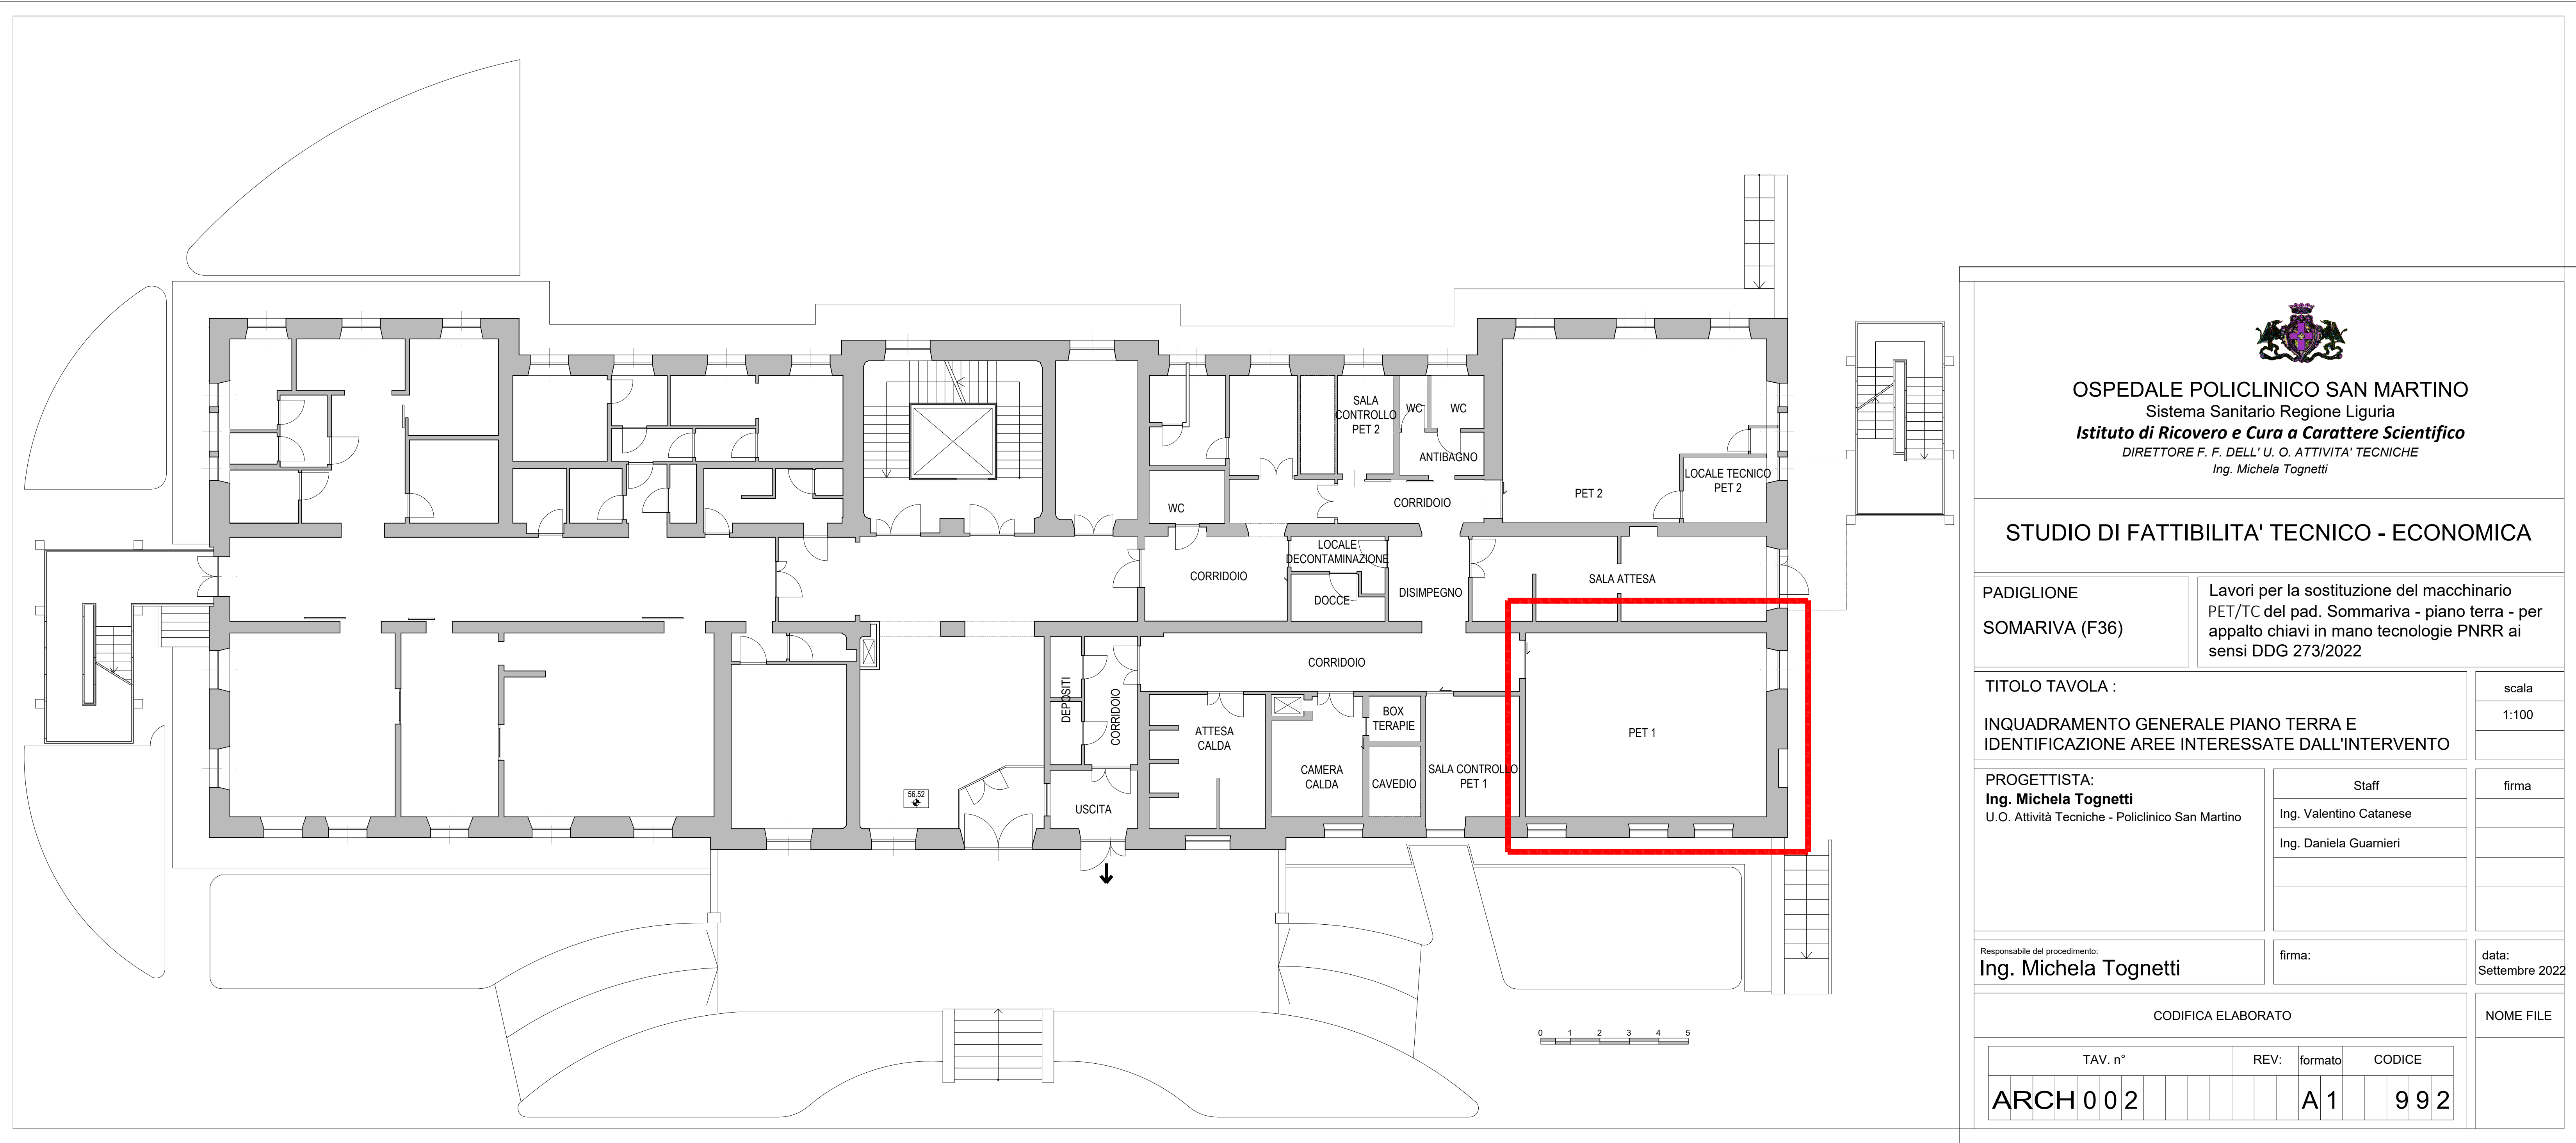 SALA
CONTROLLO
PET 2
WC
WC
ANTIBAGNO
WC
CORRIDOIO
PET 2
LOCALE TECNICO
PET 2
LOCALE
DECONTAMINAZIONE
CORRIDOIO
DOCCE
DISIMPEGNO
SALA ATTESA
CORRIDOIO
DEPOSITI
CORRIDOIO
ATTESA
CALDA
BOX
TERAPIE
CAMERA
CALDA
CAVEDIO
SALA CONTROLLO
PET 1
PET 1
56.52
USCITA
0 1 2 3 4 5
OSPEDALE POLICLINICO SAN MARTINO
Sistema Sanitario Regione Liguria
Istituto di Ricovero e Cura a Carattere Scientifico
DIRETTORE F. F. DELL' U. O. ATTIVITA' TECNICHE
Ing. Michela Tognetti
STUDIO DI FATTIBILITA' TECNICO - ECONOMICA
PADIGLIONE
SOMARIVA (F36)
Lavori per la sostituzione del macchinario
PET/TC del pad. Sommariva - piano terra - per
appalto chiavi in mano tecnologie PNRR ai
sensi DDG 273/2022
TITOLO TAVOLA :
INQUADRAMENTO GENERALE PIANO TERRA E
IDENTIFICAZIONE AREE INTERESSATE DALL'INTERVENTO
scala
1:100
PROGETTISTA:
Ing. Michela Tognetti
U.O. Attività Tecniche - Policlinico San Martino
Staff
Ing. Valentino Catanese
Ing. Daniela Guarnieri
firma
Responsabile del procedimento:
Ing. Michela Tognetti
firma:
data:
Settembre 2022
CODIFICA ELABORATO
NOME FILE
TAV. n° REV: formato CODICE
ARCH 0 0 2 A 1 9 9 2